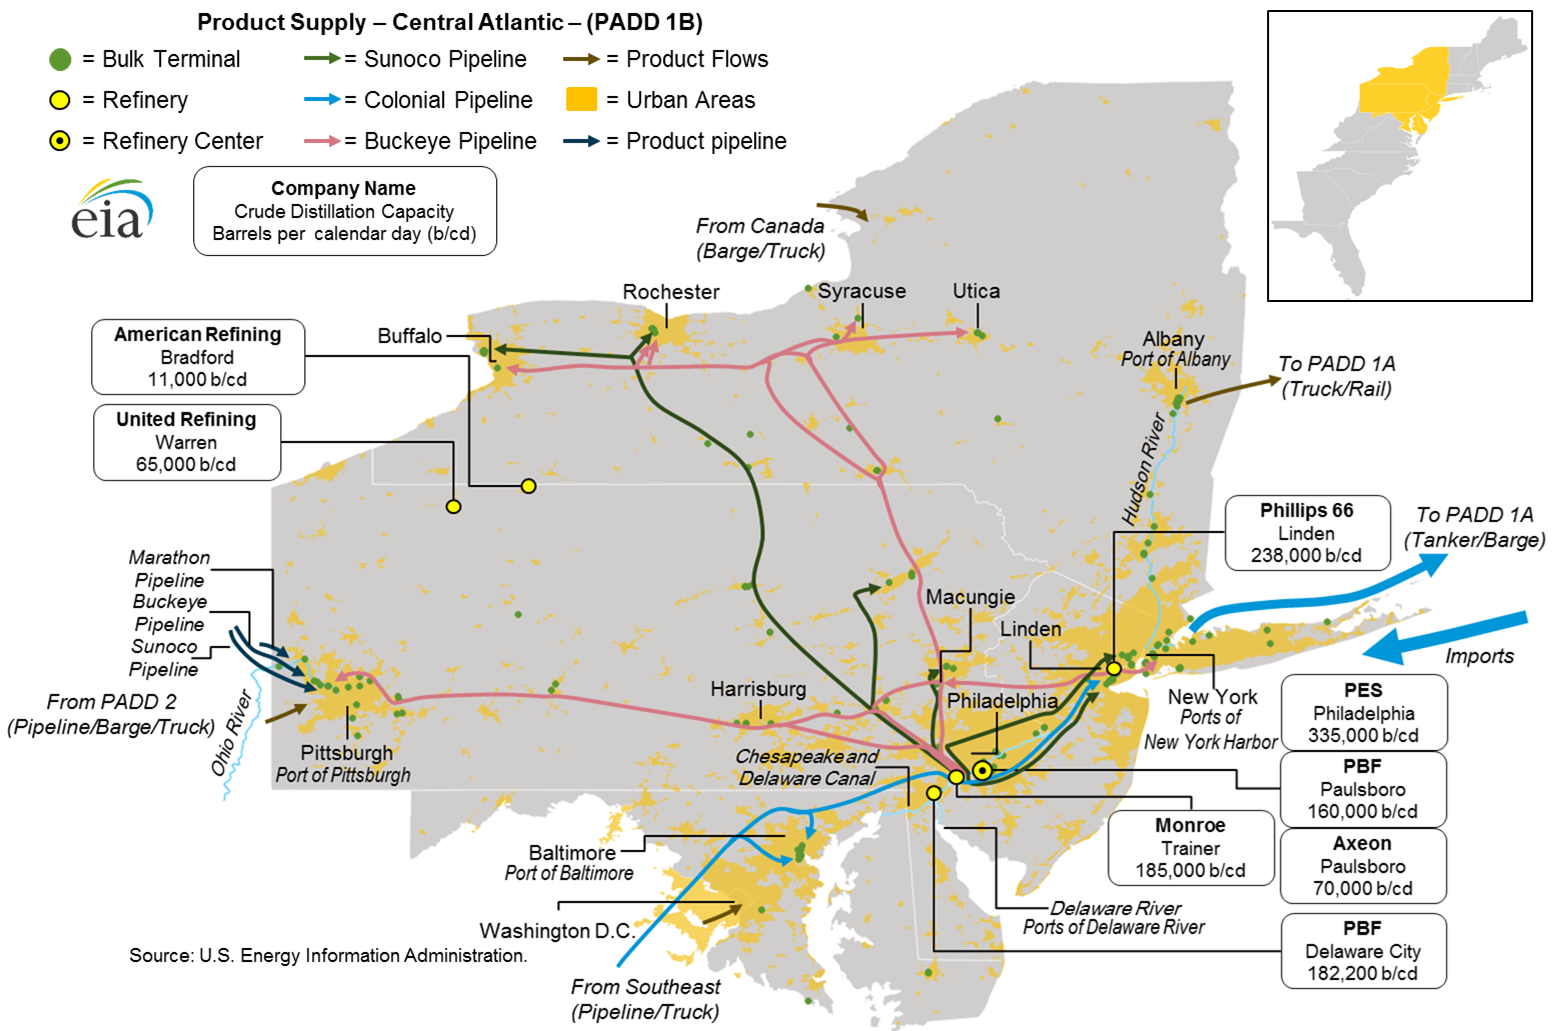 Product Supply – Central Atlantic – (PADD 1B)
= Bulk Terminal
= Sunoco Pipeline
= Product Flows
= Refinery
= Colonial Pipeline
= Urban Areas
= Refinery Center
= Buckeye Pipeline
= Product pipeline
eia
Company Name
Crude Distillation Capacity
Barrels per calendar day (b/cd)
From Canada
(Barge/Truck)
Rochester
Syracuse
Utica
Buffalo
American Refining
Bradford
11,000 b/cd
United Refining
Warren
65,000 b/cd
Albany
Port of Albany
To PADD 1A
(Truck/Rail)
Hudson River
Phillips 66
Linden
238,000 b/cd
To PADD 1A
(Tanker/Barge)
Marathon
Pipeline
Buckeye
Pipeline
Sunoco
Pipeline
From PADD 2
(Pipeline/Barge/Truck)
Ohio River
Pittsburgh
Port of Pittsburgh
Harrisburg
Macungie
Linden
Philadelphia
Imports
New York
Ports of
New York Harbor
PES
Philadelphia
335,000 b/cd
PBF
Paulsboro
160,000 b/cd
Axeon
Paulsboro
70,000 b/cd
PBF
Delaware City
182,200 b/cd
Monroe
Trainer
185,000 b/cd
Chesapeake and
Delaware Canal
Baltimore
Port of Baltimore
Washington D.C.
Delaware River
Ports of Delaware River
From Southeast
(Pipeline/Truck)
Source: U.S. Energy Information Administration.